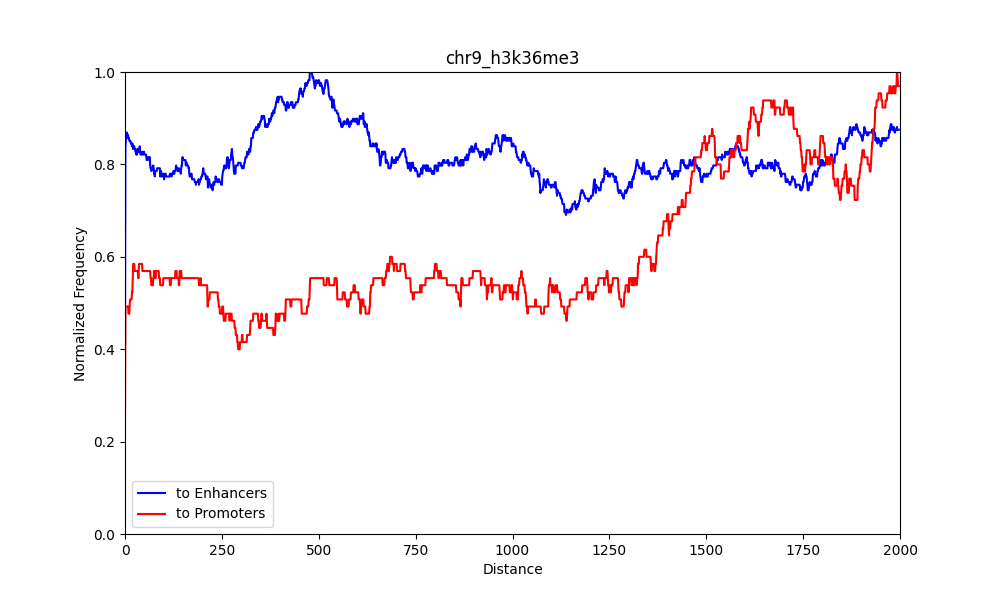 chr9_h3k36me3
Normalized Frequency
1.0
0.8
0.6
0.4
0.2
0.0
to Enhancers
to Promoters
0 250 500 750 1000 1250 1500 1750 2000
Distance